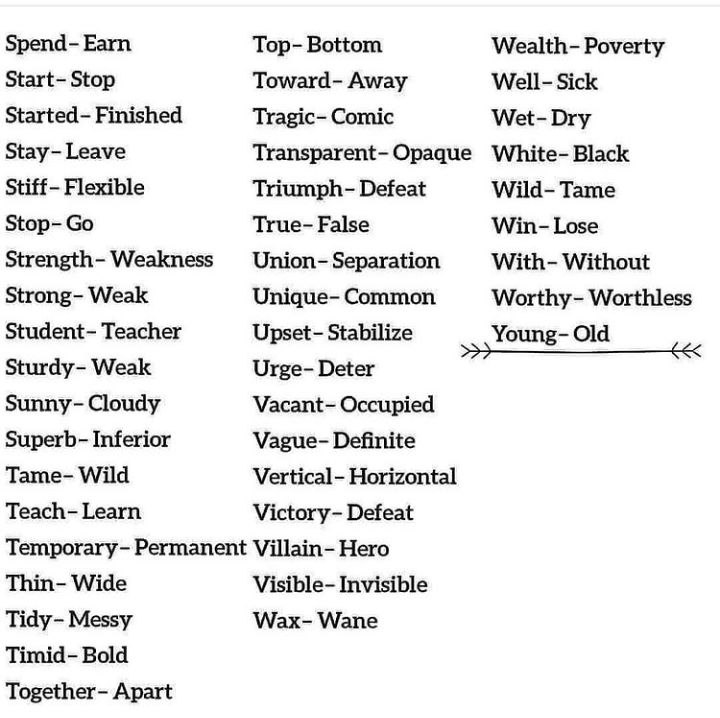 Spend– Earn
Start– Stop
Started– Finished
Stay– Leave
Stiff– Flexible
Stop– Go
Strength– Weakness
Strong– Weak
Student– Teacher
Sturdy– Weak
Sunny– Cloudy
Superb– Inferior
Tame– Wild
Teach– Learn
Temporary– Permanent
Thin– Wide
Tidy– Messy
Timid– Bold
Together– Apart
Top– Bottom
Toward– Away
Tragic– Comic
Transparent– Opaque
Triumph– Defeat
True– False
Union– Separation
Unique– Common
Upset– Stabilize
Urge– Deter
Vacant– Occupied
Vague– Definite
Vertical– Horizontal
Victory– Defeat
Villain– Hero
Visible– Invisible
Wax– Wane
Wealth– Poverty
Well– Sick
Wet– Dry
White– Black
Wild– Tame
Win– Lose
With– Without
Worthy– Worthless
Young– Old